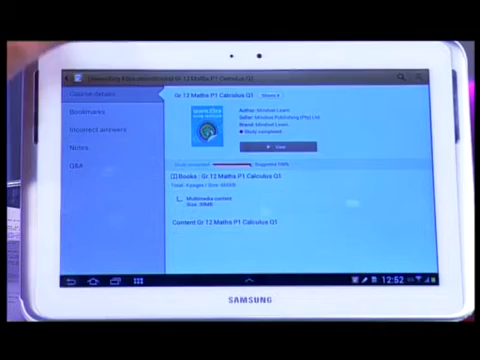 Gr 12 Maths P1 Calculus Q1
Course details
Gr 12 Maths P1 Calculus Q1
Bookmarks
Author: Mindset Learn
Seller: Mindset Publishing (Pty) Ltd
Brand: Mindset Learn
Incorrect answers
Study completed
Notes
View
Q&A
Books : Gr 12 Maths P1 Calculus Q1
Multimedia content
Size: 30MB
Content Gr 12 Maths P1 Calculus Q1
12:52
SAMSUNG